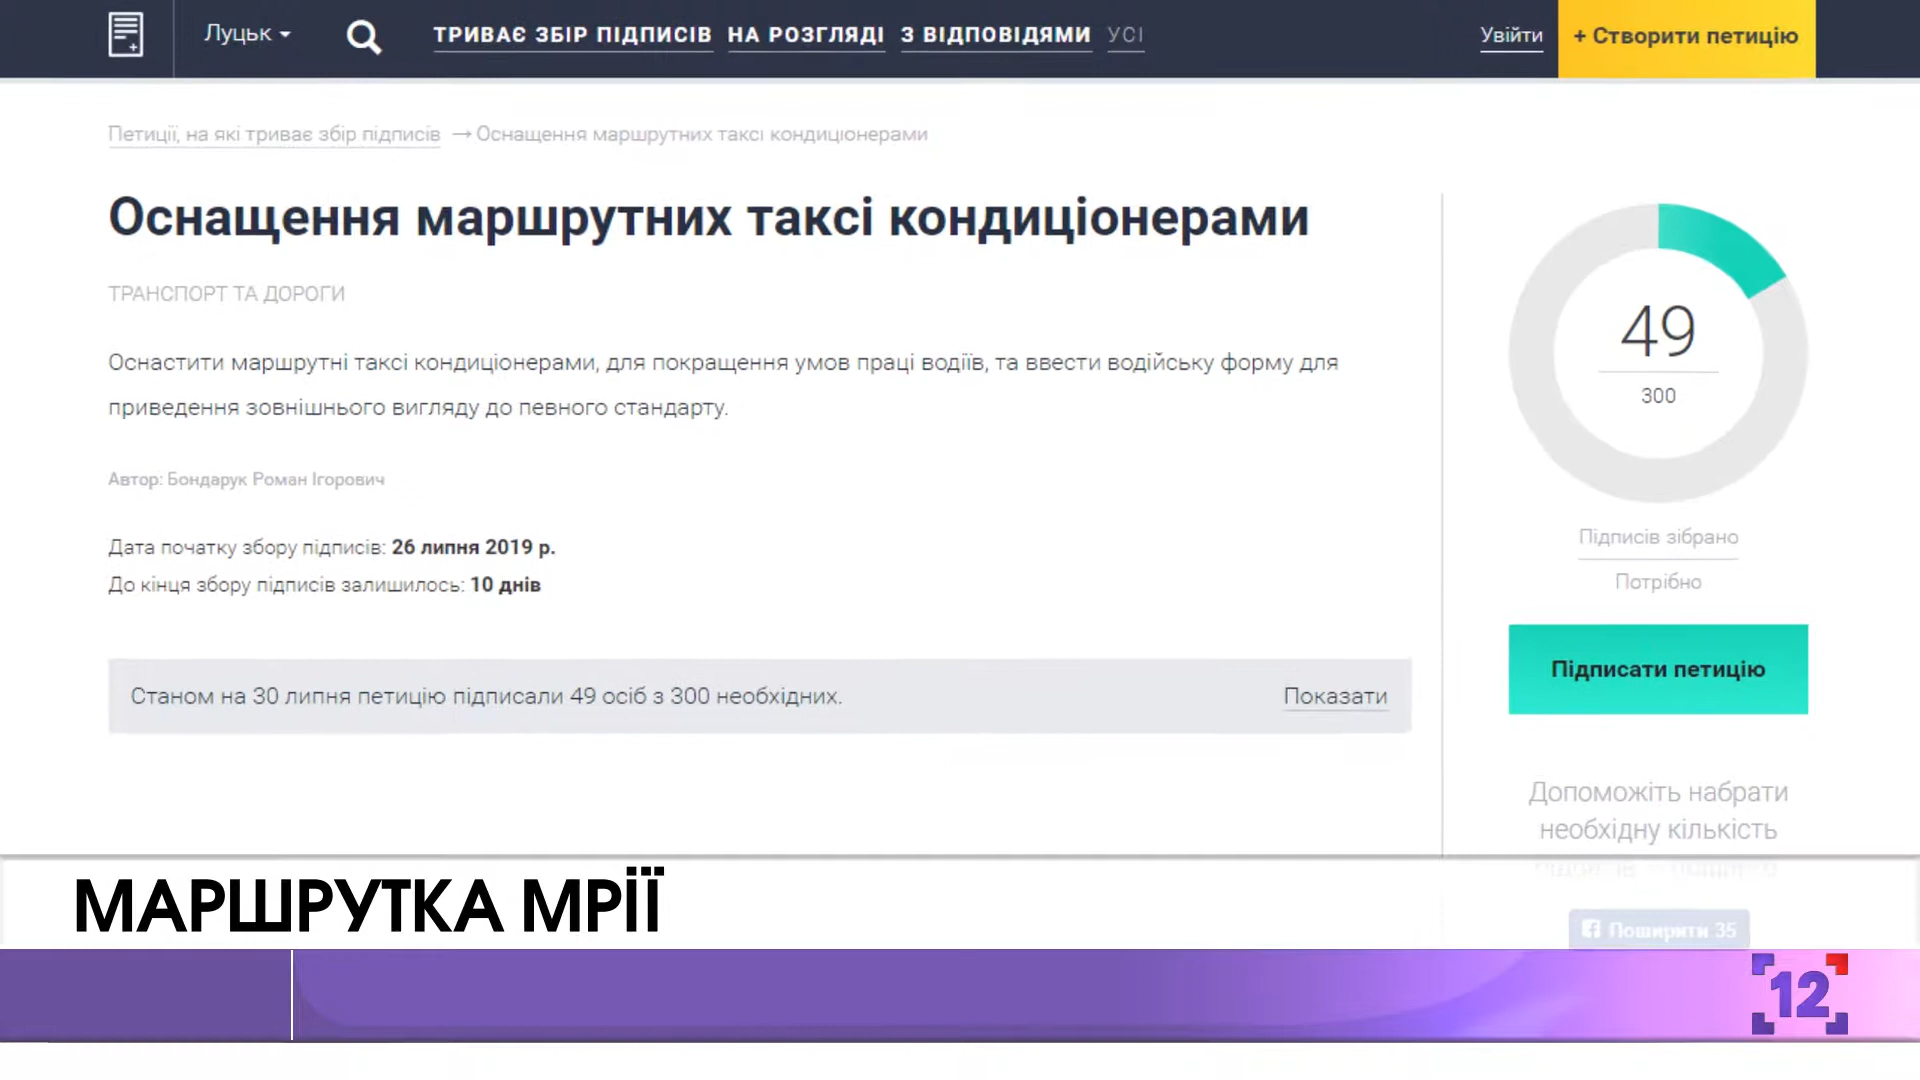 Луцьк
ТРИВАЄ ЗБІР ПІДПИСІВ НА РОЗГЛЯДІ З ВІДПОВІДЯМИ УСІ
Увійти
+ Створити петицію
Петиції, на які триває збір підписів → Оснащення маршрутних таксі кондиціонерами
Оснащення маршрутних таксі кондиціонерами
ТРАНСПОРТ ТА ДОРОГИ
Оснастити маршрутні таксі кондиціонерами, для покращення умов праці водіїв, та ввести водійську форму для
приведення зовнішнього вигляду до певного стандарту.
Автор: Бондарук Роман Ігорович
Дата початку збору підписів: 26 липня 2019 р.
До кінця збору підписів залишилось: 10 днів
Станом на 30 липня петицію підписали 49 осіб з 300 необхідних.
Показати
49
300
Підписів зібрано
Потрібно
Підписати петицію
Допоможіть набрати
необхідну кількість
Поширити 35
МАРШРУТКА МРІЇ
12